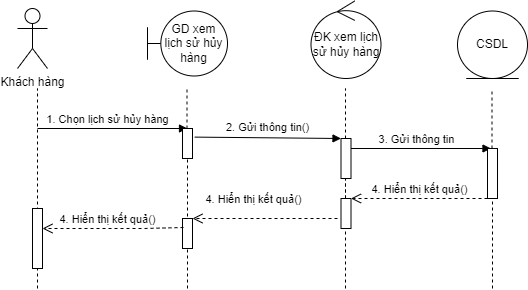 GD xem
lịch sử hủy
hàng
ĐK xem lịch
sử hủy hàng
CSDL
Khách hàng
1. Chọn lịch sử hủy hàng
2. Gửi thông tin()
3. Gửi thông tin
4. Hiển thị kết quả()
4. Hiển thị kết quả()
4. Hiển thị kết quả()